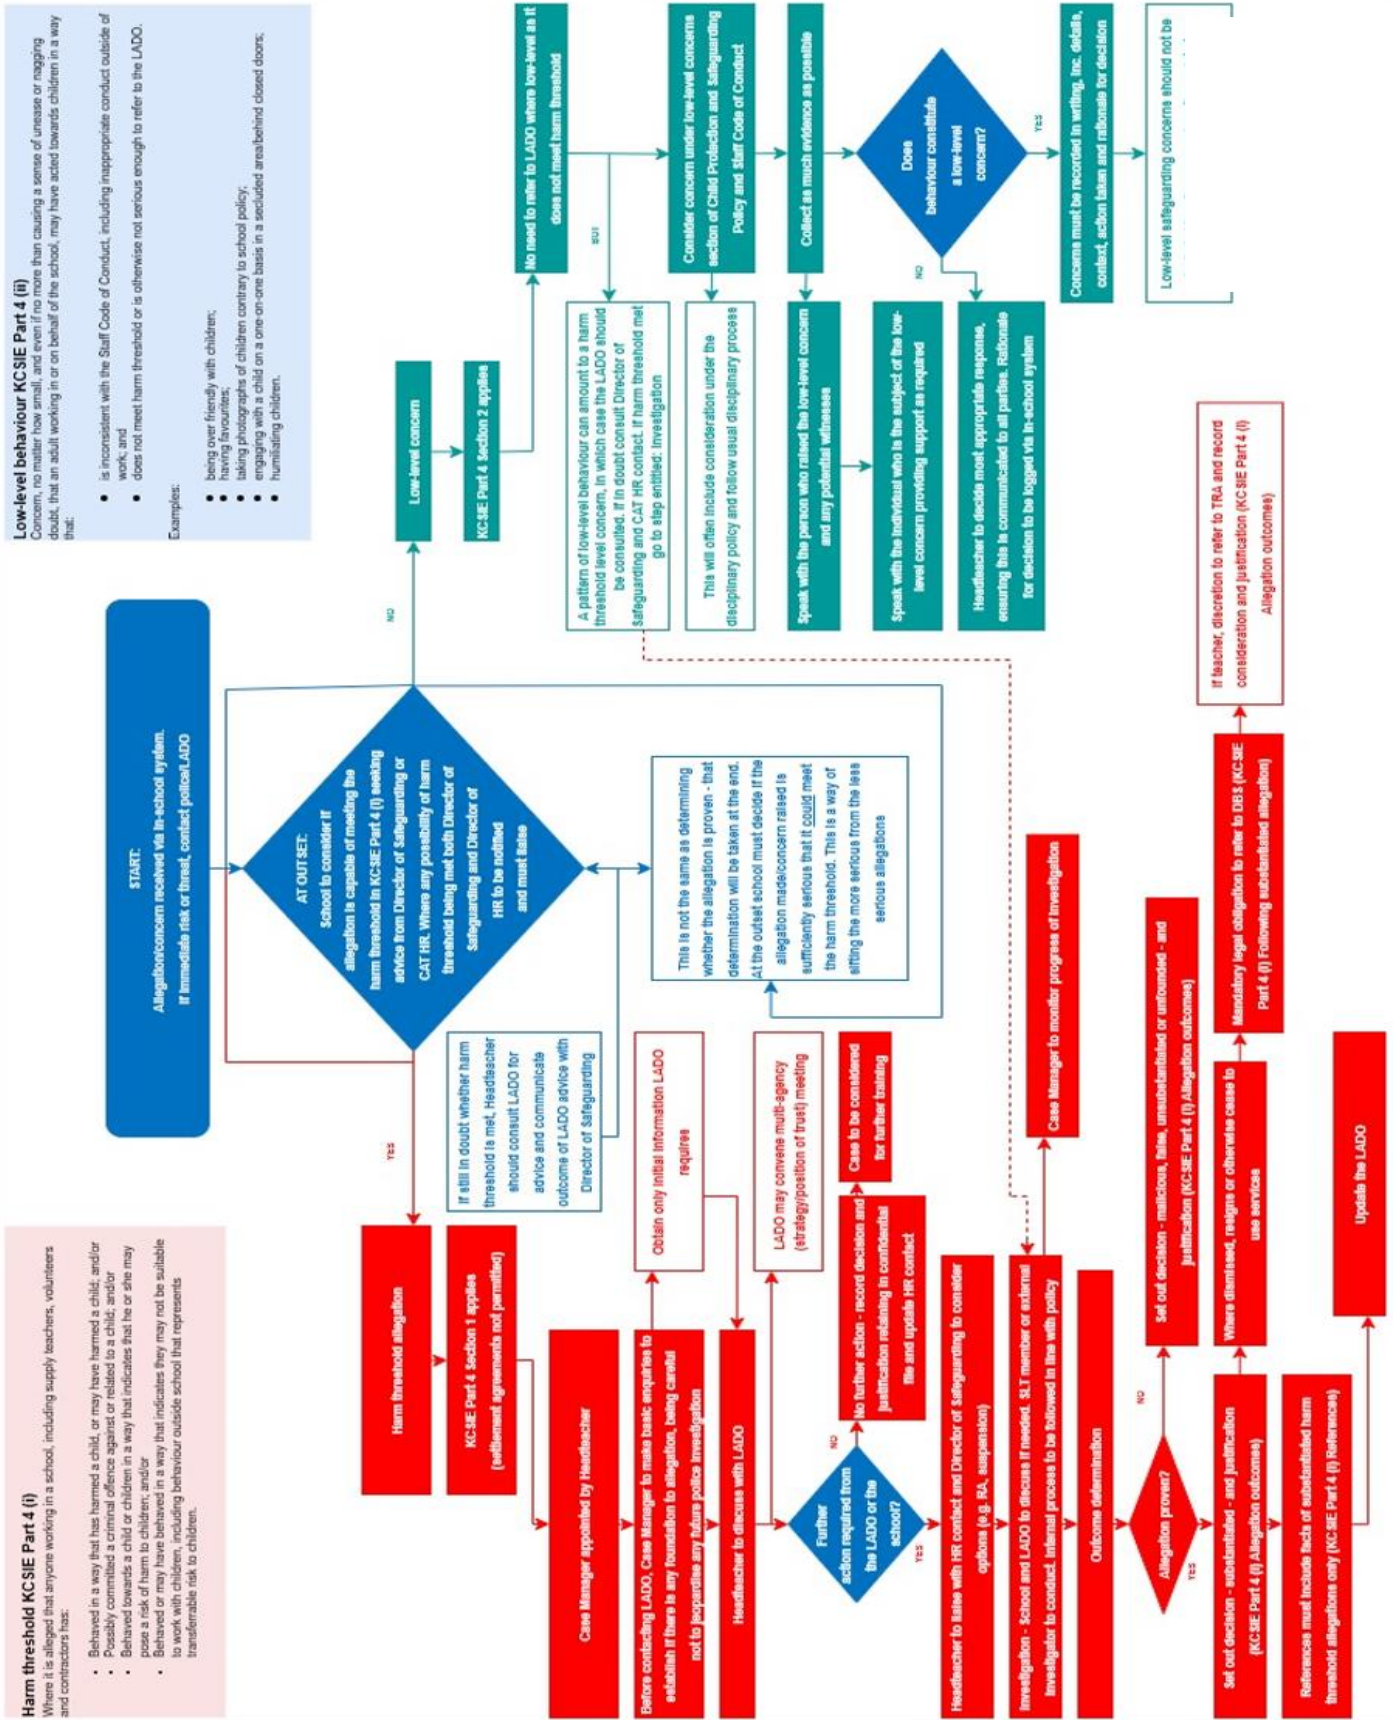 Harm threshold KCSIE Part 4 (i)
Where it is alleged that anyone working in a school, including supply teachers, volunteers
and contractors has:
• Behaved in a way that has harmed a child, or may have harmed a child; and/or
• Possibly committed a criminal offence against or related to a child; and/or
• Behaved towards a child or children in a way that indicates that he or she may
pose a risk of harm to children; and/or
• Behaved or may have behaved in a way that indicates they may not be suitable
to work with children, including behaviour outside school that represents
transferrable risk to children.
START:
Allegation/concern received via in-school system.
If immediate risk or threat, contact police/LADO
Low-level behaviour KCSIE Part 4 (ii)
Concern, no matter how small, and even if no more than causing a sense of unease or nagging
doubt, that an adult working in or on behalf of the school, may have acted towards children in a way
that:
• is inconsistent with the Staff Code of Conduct, including inappropriate conduct outside of
work; and
• does not meet harm threshold or is otherwise not serious enough to refer to the LADO.
Examples:
• being over friendly with children;
• having favourites;
• taking photographs of children contrary to school policy;
• engaging with a child on a one-on-one basis in a secluded area/behind closed doors;
• humiliating children.
AT OUTSET:
School to consider if
allegation is capable of meeting the
harm threshold in KCSIE Part 4 (i) seeking
advice from Director of Safeguarding or
CAT HR. Where any possibility of harm
threshold being met both Director of
Safeguarding and Director of
HR to be notified
and must liaise
YES
NO
If still in doubt whether harm
threshold is met, Headteacher
should consult LADO for
advice and communicate
outcome of LADO advice with
Director of Safeguarding
This is not the same as determining
whether the allegation is proven - that
determination will be taken at the end.
At the outset school must decide if the
allegation made/concern raised is
sufficiently serious that it could meet
the harm threshold. This is a way of
sifting the more serious from the less
serious allegations
Harm threshold allegation
KCSIE Part 4 Section 1 applies
(settlement agreements not permitted)
Case Manager appointed by Headteacher
Before contacting LADO, Case Manager to make basic enquiries to
establish if there is any foundation to allegation, being careful
not to jeopardise any future police investigation
Obtain only initial information LADO
requires
Headteacher to discuss with LADO
LADO may convene multi-agency
(strategy/position of trust) meeting
Further
action required from
the LADO or the
school?
NO
No further action - record decision and
justification retaining in confidential
file and update HR contact
Case to be considered
for further training
YES
Headteacher to liaise with HR contact and Director of Safeguarding to consider
options (e.g. RA, suspension)
Investigation - School and LADO to discuss if needed. SLT member or external
investigator to conduct. Internal process to be followed in line with policy
Case Manager to monitor progress of investigation
Outcome determination
Allegation proven?
NO
Set out decision - malicious, false, unsubstantiated or unfounded - and
justification (KCSIE Part 4 (i) Allegation outcomes)
YES
Set out decision - substantiated - and justification
(KCSIE Part 4 (i) Allegation outcomes)
Where dismissed, resigns or otherwise cease to
use services
Mandatory legal obligation to refer to DBS (KCSIE
Part 4 (i) Following substantiated allegation)
If teacher, discretion to refer to TRA and record
consideration and justification (KCSIE Part 4 (i)
Allegation outcomes)
References must include facts of substantiated harm
threshold allegations only (KCSIE Part 4 (i) References)
Update the LADO
Low-level concern
KCSIE Part 4 Section 2 applies
No need to refer to LADO where low-level as it
does not meet harm threshold
BUT
A pattern of low-level behaviour can amount to a harm
threshold level concern, in which case the LADO should
be consulted. If in doubt consult Director of
Safeguarding and CAT HR contact. If harm threshold met
go to step entitled: Investigation
Consider concern under low-level concerns
section of Child Protection and Safeguarding
Policy and Staff Code of Conduct
This will often include consideration under the
disciplinary policy and follow usual disciplinary process
Collect as much evidence as possible
Speak with the person who raised the low-level concern
and any potential witnesses
Speak with the individual who is the subject of the low-
level concern providing support as required
Does
behaviour constitute
a low-level
concern?
NO
Headteacher to decide most appropriate response,
ensuring this is communicated to all parties. Rationale
for decision to be logged via in-school system
YES
Concerns must be recorded in writing, inc. details,
context, action taken and rationale for decision
Low-level safeguarding concerns should not be